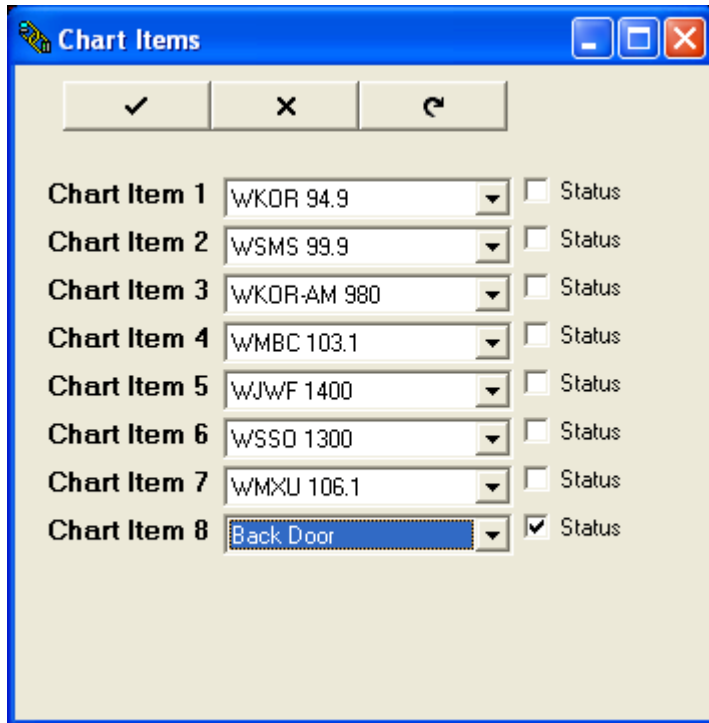 Chart Items
Chart Item 1 WKOR 94.9 Status
Chart Item 2 WSMS 99.9 Status
Chart Item 3 WKOR-AM 980 Status
Chart Item 4 WMBC 103.1 Status
Chart Item 5 WJWF 1400 Status
Chart Item 6 WSSO 1300 Status
Chart Item 7 WMXU 106.1 Status
Chart Item 8 Back Door Status